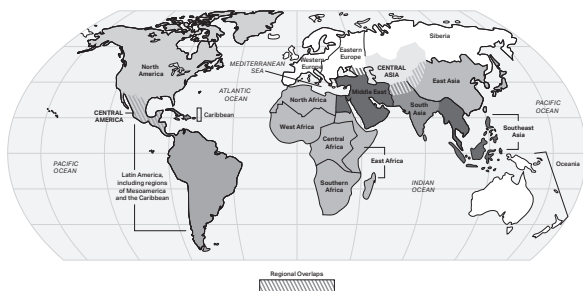 Siberia
Eastern
Europe
Western
Europe
North
America
MEDITERRANEAN
SEA
CENTRAL
ASIA
East Asia
ATLANTIC
OCEAN
Middle East
North Africa
South
Asia
PACIFIC
OCEAN
CENTRAL
AMERICA
Caribbean
West Africa
Southeast
Asia
Central
Africa
East Africa
Oceania
PACIFIC
OCEAN
Latin America,
including regions
of Mesoamerica
and the Caribbean
Southern
Africa
INDIAN
OCEAN
Regional Overlaps